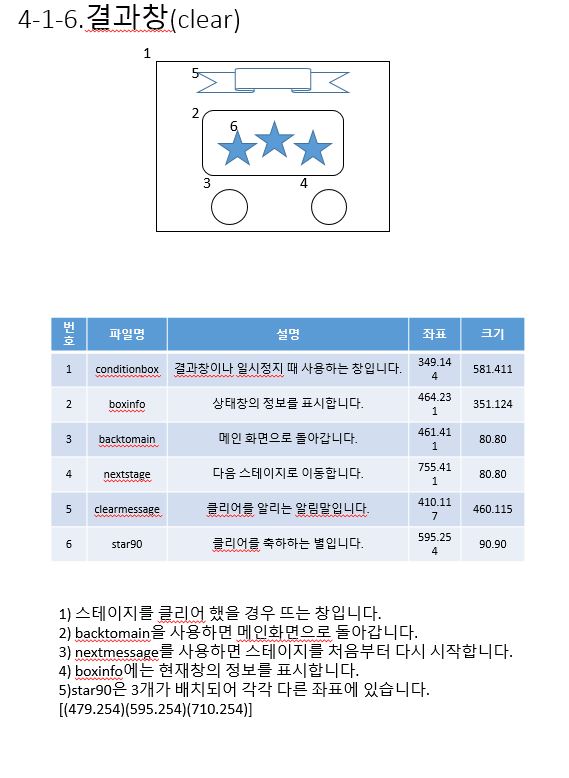 4-1-6.결과창(clear)
1
5
2
6
3
4
번
호
파일명
설명
좌표
크기
1
conditionbox
결과창이나 일시정지 때 사용하는 창입니다.
349.14
4
581.411
2
boxinfo
상태창의 정보를 표시합니다.
464.23
1
351.124
3
backtomain
메인 화면으로 돌아갑니다.
461.41
1
80.80
4
nextstage
다음 스테이지로 이동합니다.
755.41
1
80.80
5
clearmessage
클리어를 알리는 알림말입니다.
410.11
7
460.115
6
star90
클리어를 축하하는 별입니다.
595.25
4
90.90
1) 스테이지를 클리어 했을 경우 뜨는 창입니다.
2) backtomain을 사용하면 메인화면으로 돌아갑니다.
3) nextmessage를 사용하면 스테이지를 처음부터 다시 시작합니다.
4) boxinfo에는 현재창의 정보를 표시합니다.
5)star90은 3개가 배치되어 각각 다른 좌표에 있습니다.
[(479.254)(595.254)(710.254)]